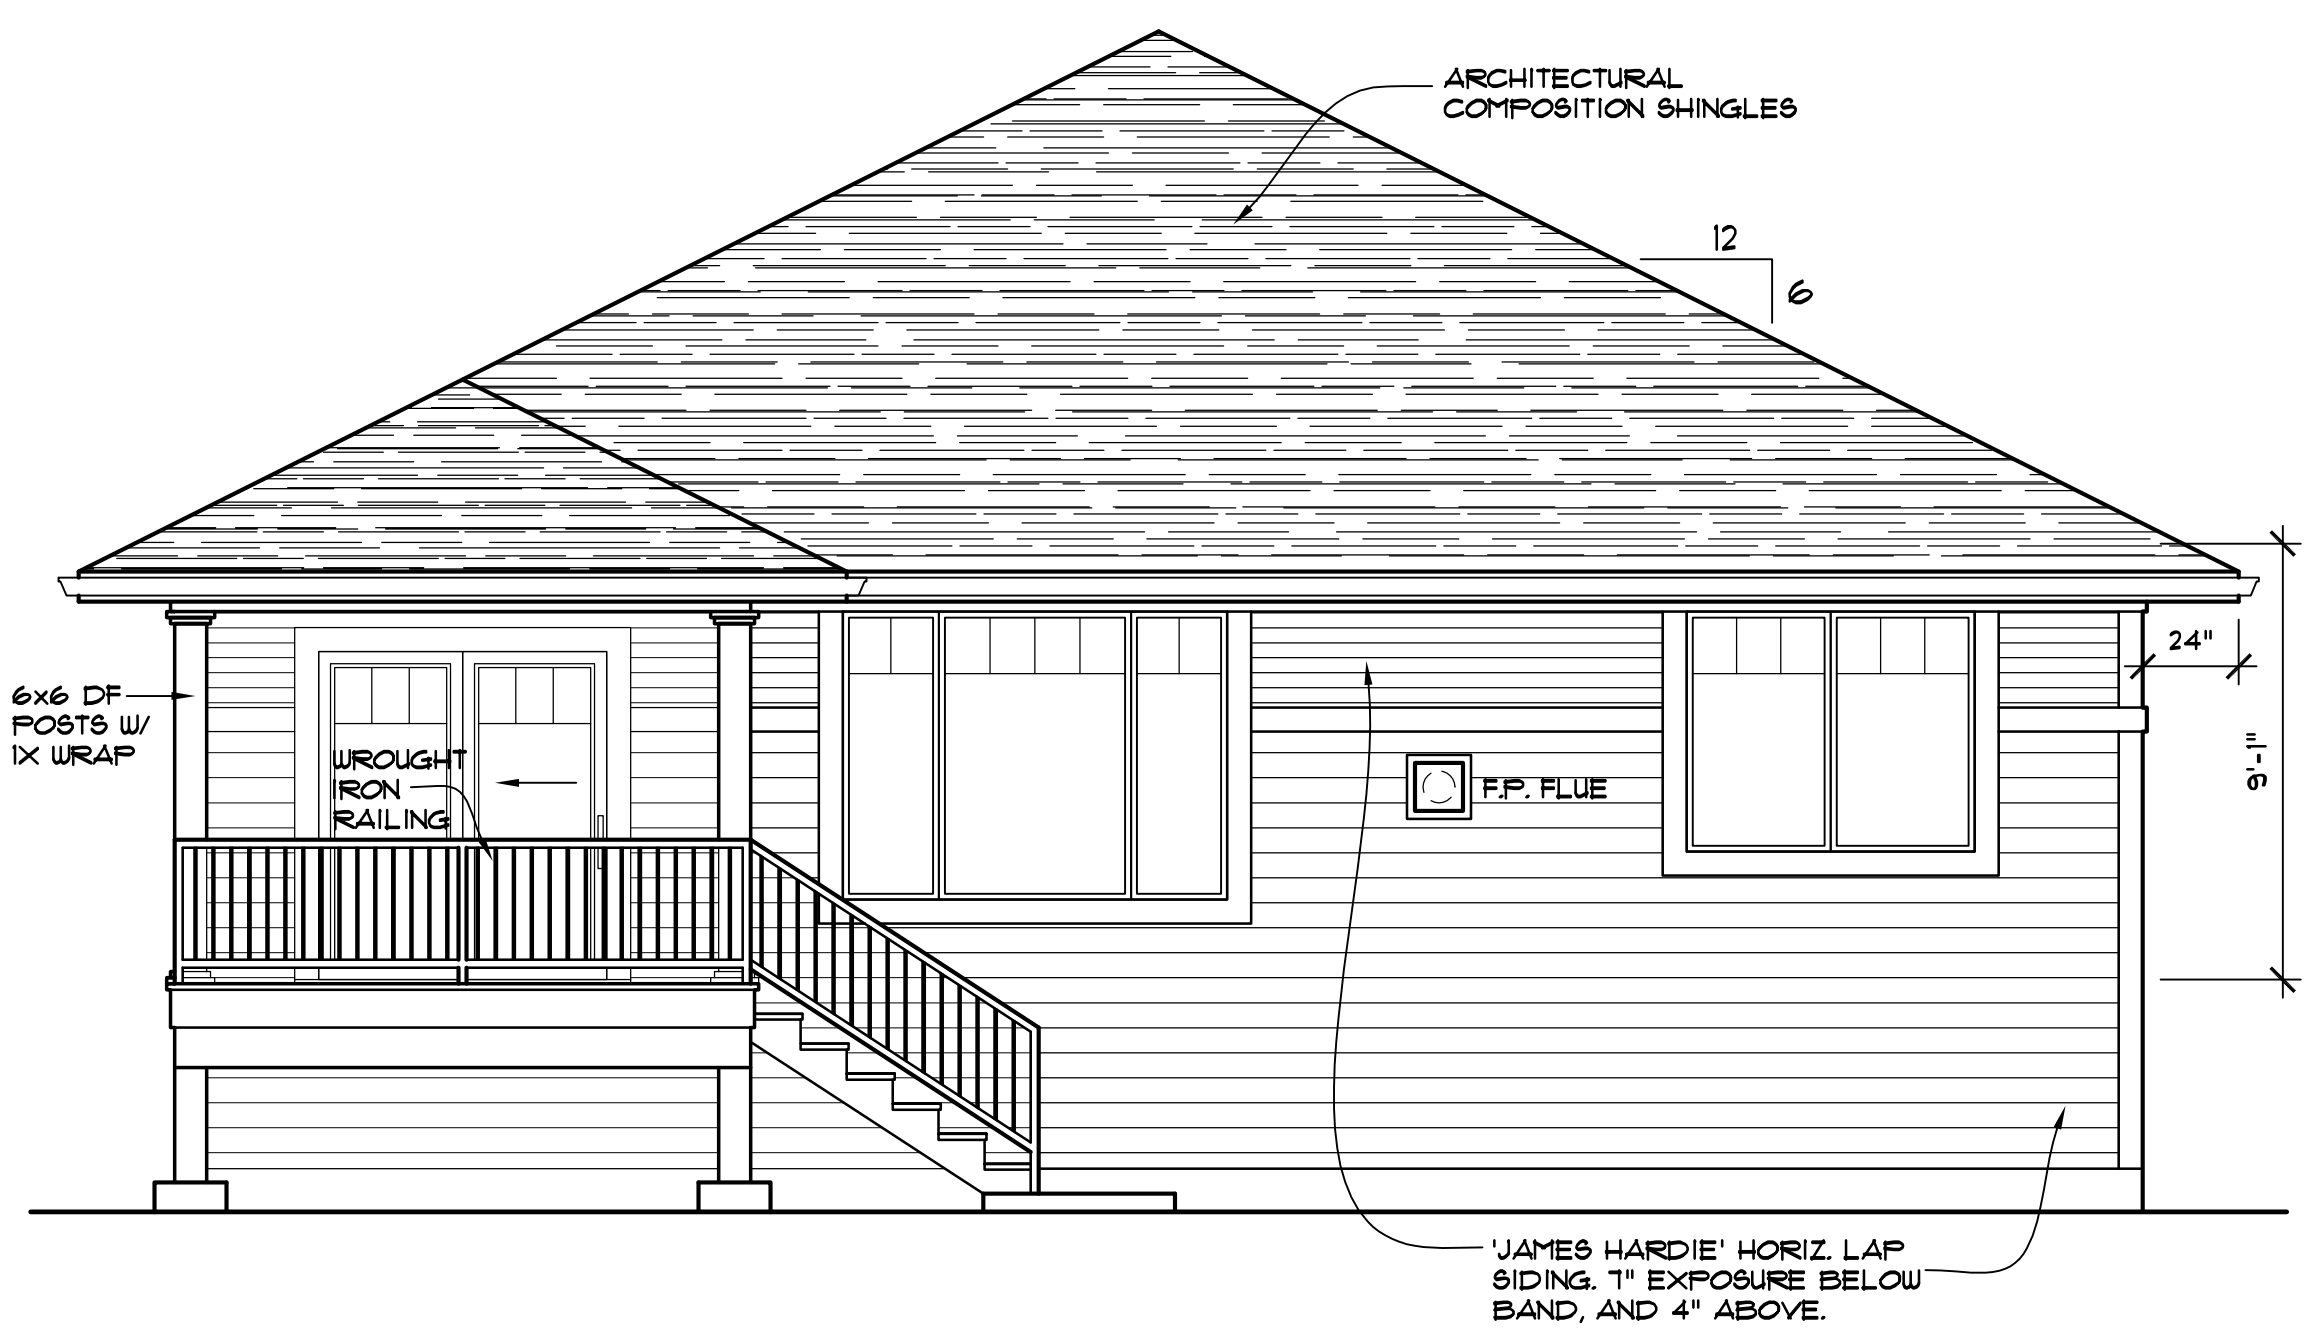 ARCHITECTURAL
COMPOSITION SHINGLES
12
6
24"
9'-1"
6x6 DF
POSTS W/
1X WRAP
WROUGHT
IRON
RAILING
F.P. FLUE
'JAMES HARDIE' HORIZ. LAP
SIDING. 7" EXPOSURE BELOW
BAND, AND 4" ABOVE.